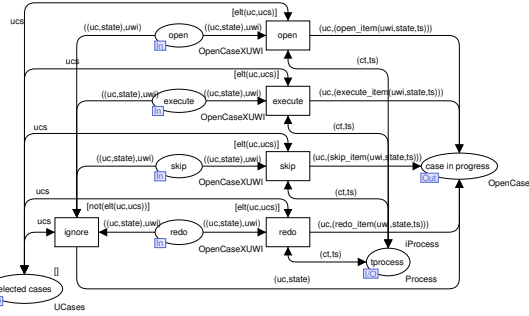 ucs
((uc,state),uwi)
open
In
((uc,state),uwi)
[elt(uc,ucs)]
open
OpenCaseXUWI
(uc,(open_item(uwi,state,ts)))
(ct,ts)
ucs
((uc,state),uwi)
execute
In
((uc,state),uwi)
[elt(uc,ucs)]
execute
OpenCaseXUWI
(uc,(execute_item(uwi,state,ts)))
(ct,ts)
ucs
((uc,state),uwi)
skip
In
((uc,state),uwi)
[elt(uc,ucs)]
skip
OpenCaseXUWI
(uc,(skip_item(uwi,state,ts)))
case in progress
Out
OpenCase
(ct,ts)
ucs
[not(elt(uc,ucs))]
ucs
ignore
((uc,state),uwi)
redo
In
((uc,state),uwi)
[elt(uc,ucs)]
redo
OpenCaseXUWI
(uc,(redo_item(uwi,state,ts)))
(ct,ts)
iProcess
tprocess
I/O
Process
[]
elected cases
UCases
(uc,state)